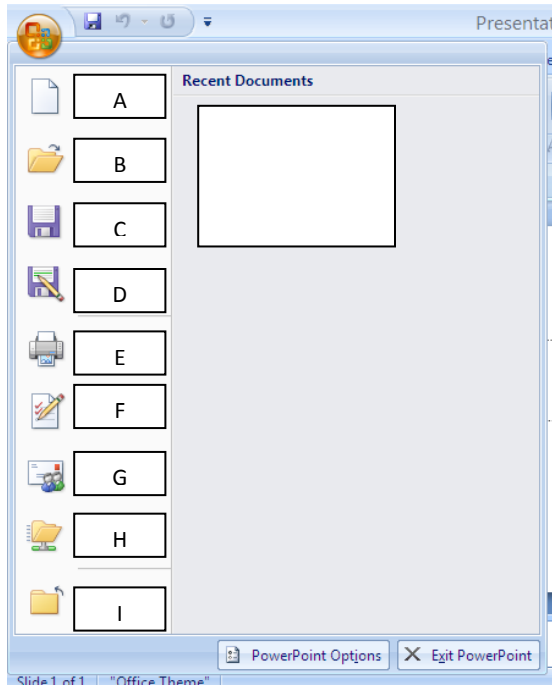 Presentat
Recent Documents
A
B
C
D
E
F
G
H
I
PowerPoint Options
Exit PowerPoint
Slide 1 of 1 "Office Theme"